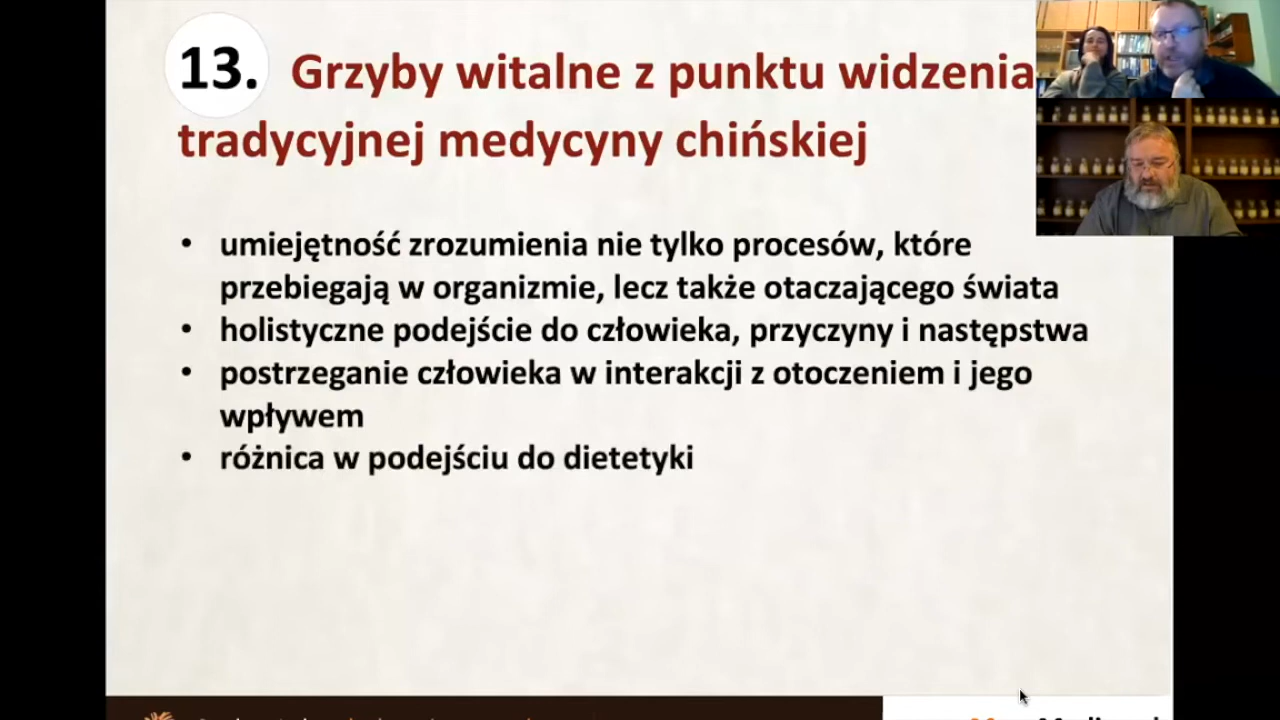 13. Grzyby witalne z punktu widzenia
tradycyjnej medycyny chińskiej
• umiejętność zrozumienia nie tylko procesów, które
przebiegają w organizmie, lecz także otaczającego świata
• holistyczne podejście do człowieka, przyczyny i następstwa
• postrzeganie człowieka w interakcji z otoczeniem i jego
wpływem
• różnica w podejściu do dietetyki